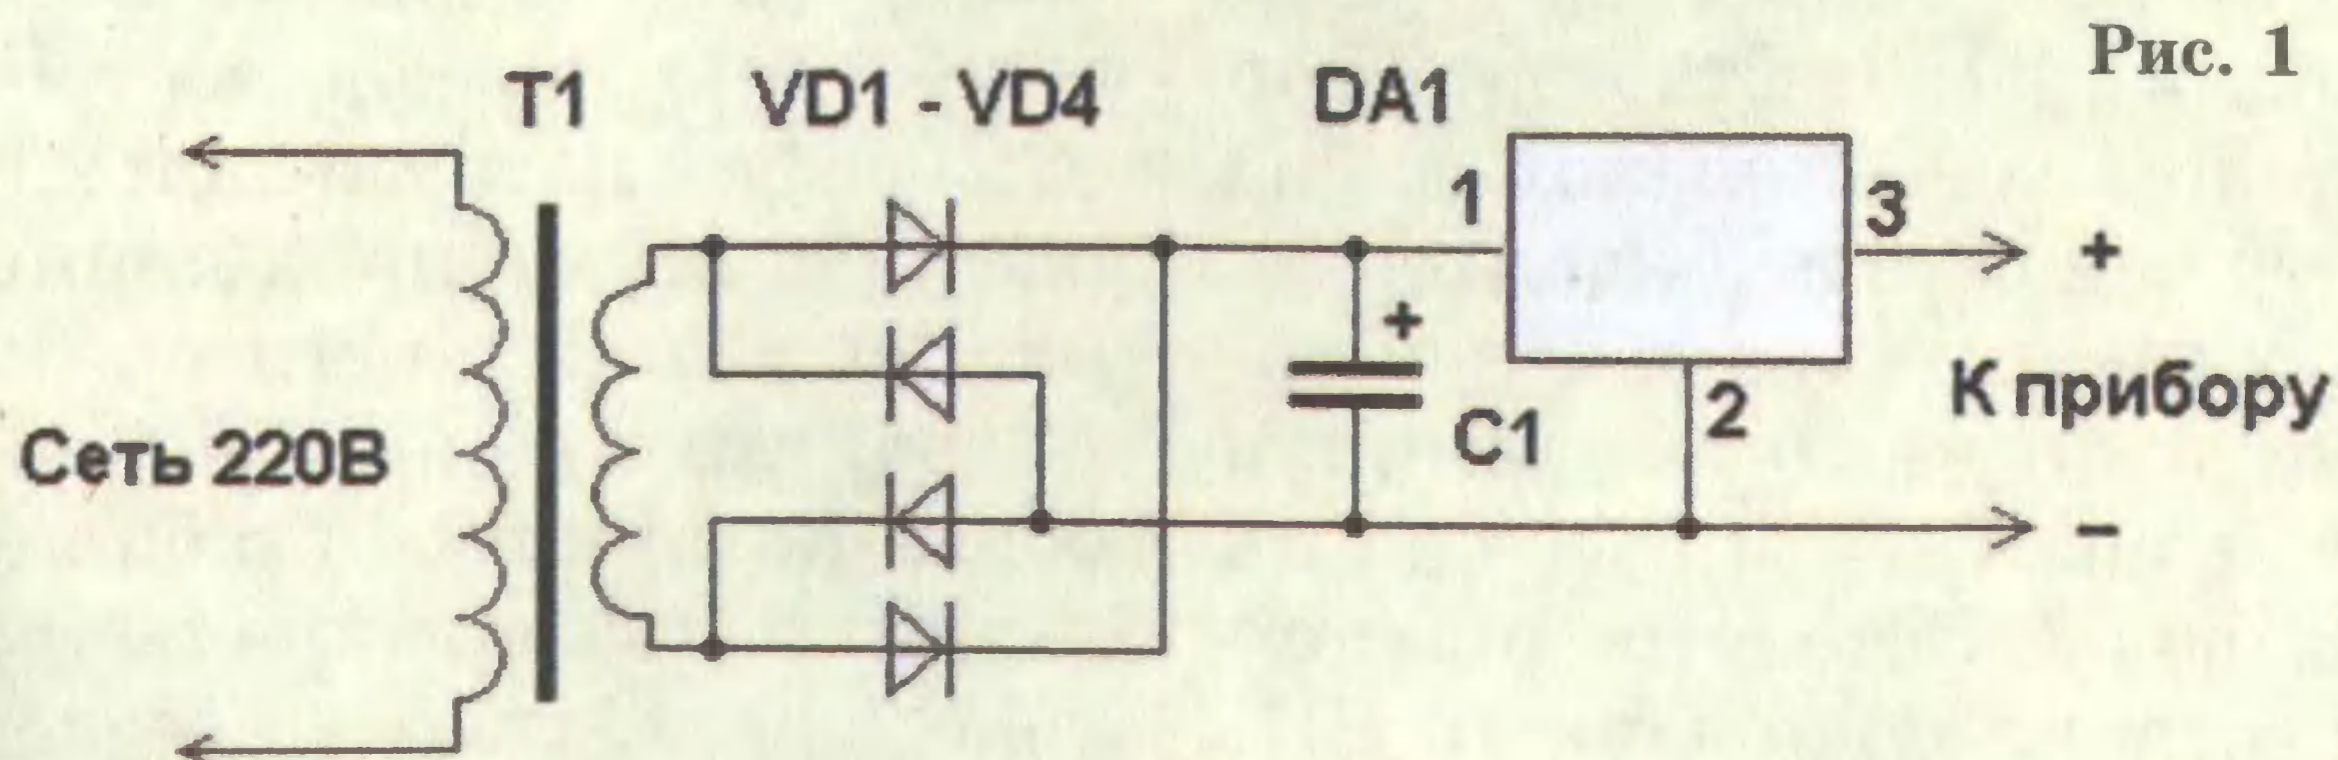 Рис. 1
T1
VD1 - VD4
DA1
1
3
+
+
К прибору
2
C1
Сеть 220В
–